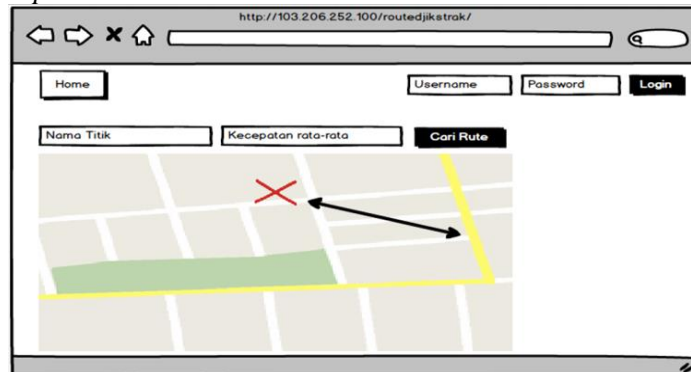 http://103.206.252.100/routedjikstrak/
Home
Username
Password
Login
Nama Titik
Kecepatan rata-rata
Cari Rute